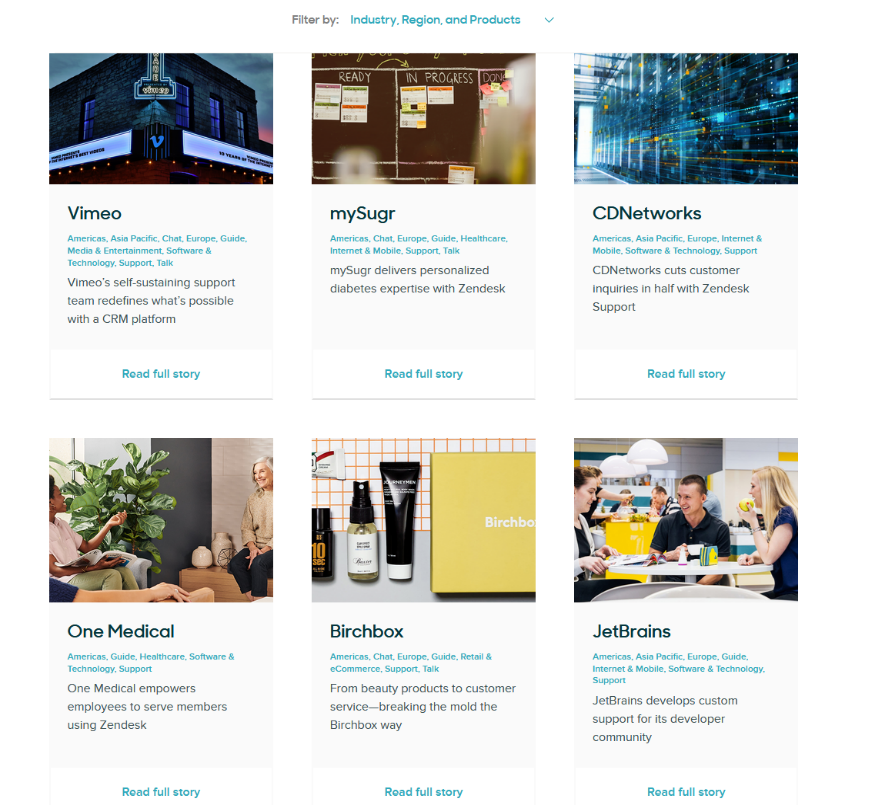 Filter by: Industry, Region, and Products
vimeo
READY IN PROGRESS DONE
Vimeo
Americas, Asia Pacific, Chat, Europe, Guide,
Media & Entertainment, Software &
Technology, Support, Talk
Vimeo’s self-sustaining support
team redefines what’s possible
with a CRM platform
Read full story
mySugr
Americas, Chat, Europe, Guide, Healthcare,
Internet & Mobile, Support, Talk
mySugr delivers personalized
diabetes expertise with Zendesk
Read full story
CDNetworks
Americas, Asia Pacific, Europe, Internet &
Mobile, Software & Technology, Support
CDNetworks cuts customer
inquiries in half with Zendesk
Support
Read full story
JOURNEYMEN
10
sec
Birchbo
One Medical
Americas, Guide, Healthcare, Software &
Technology, Support
One Medical empowers
employees to serve members
using Zendesk
Read full story
Birchbox
Americas, Chat, Europe, Guide, Retail &
eCommerce, Support, Talk
From beauty products to customer
service—breaking the mold the
Birchbox way
Read full story
JetBrains
Americas, Asia Pacific, Europe, Guide,
Internet & Mobile, Software & Technology,
Support
JetBrains develops custom
support for its developer
community
Read full story